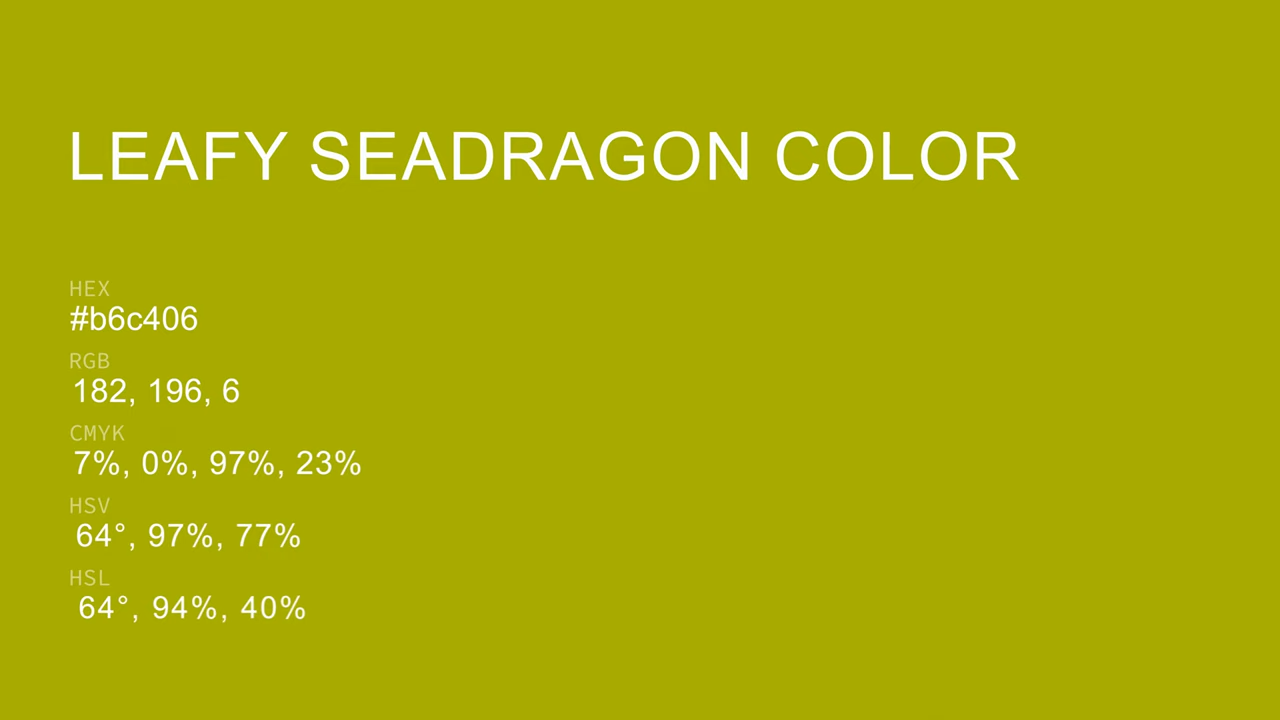 LEAFY SEADRAGON COLOR
HEX
#b6c406
RGB
182, 196, 6
CMYK
7%, 0%, 97%, 23%
HSV
64°, 97%, 77%
HSL
64°, 94%, 40%